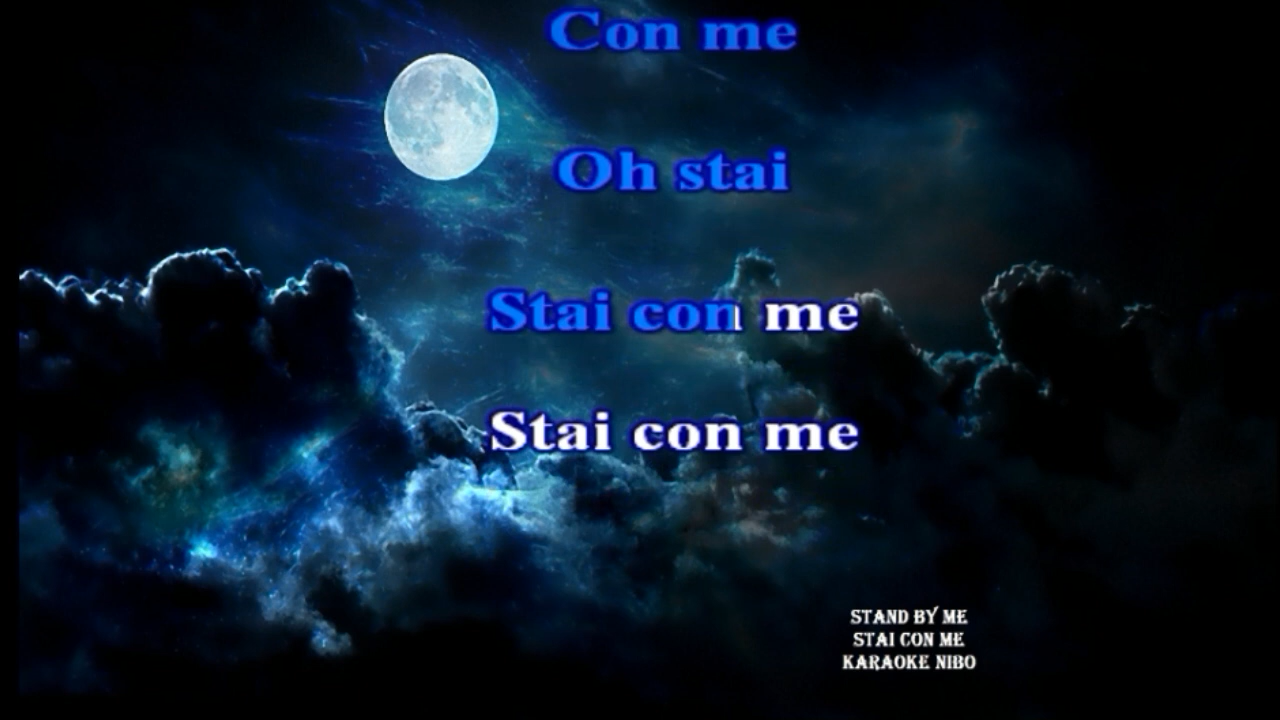 Con me
Oh stai
Stai con me
Stai con me
STAND BY ME
STAI CON ME
KARAOKE NIBO